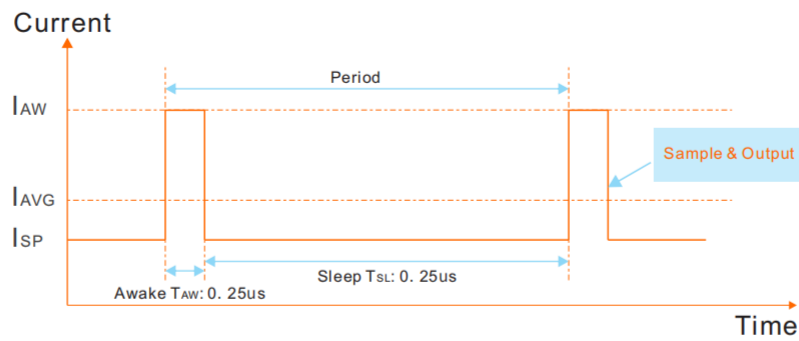 Current
Period
IAW
Sample & Output
IAVG
ISP
Sleep TSL: 0. 25us
Awake TAW: 0. 25us
Time